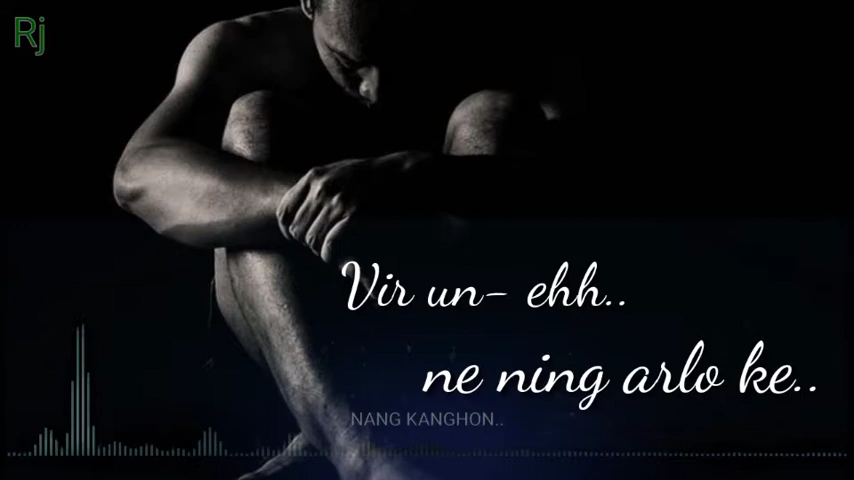 Rj
Vir un- ehh..
ne ning arlo ke..
NANG KANGHON..